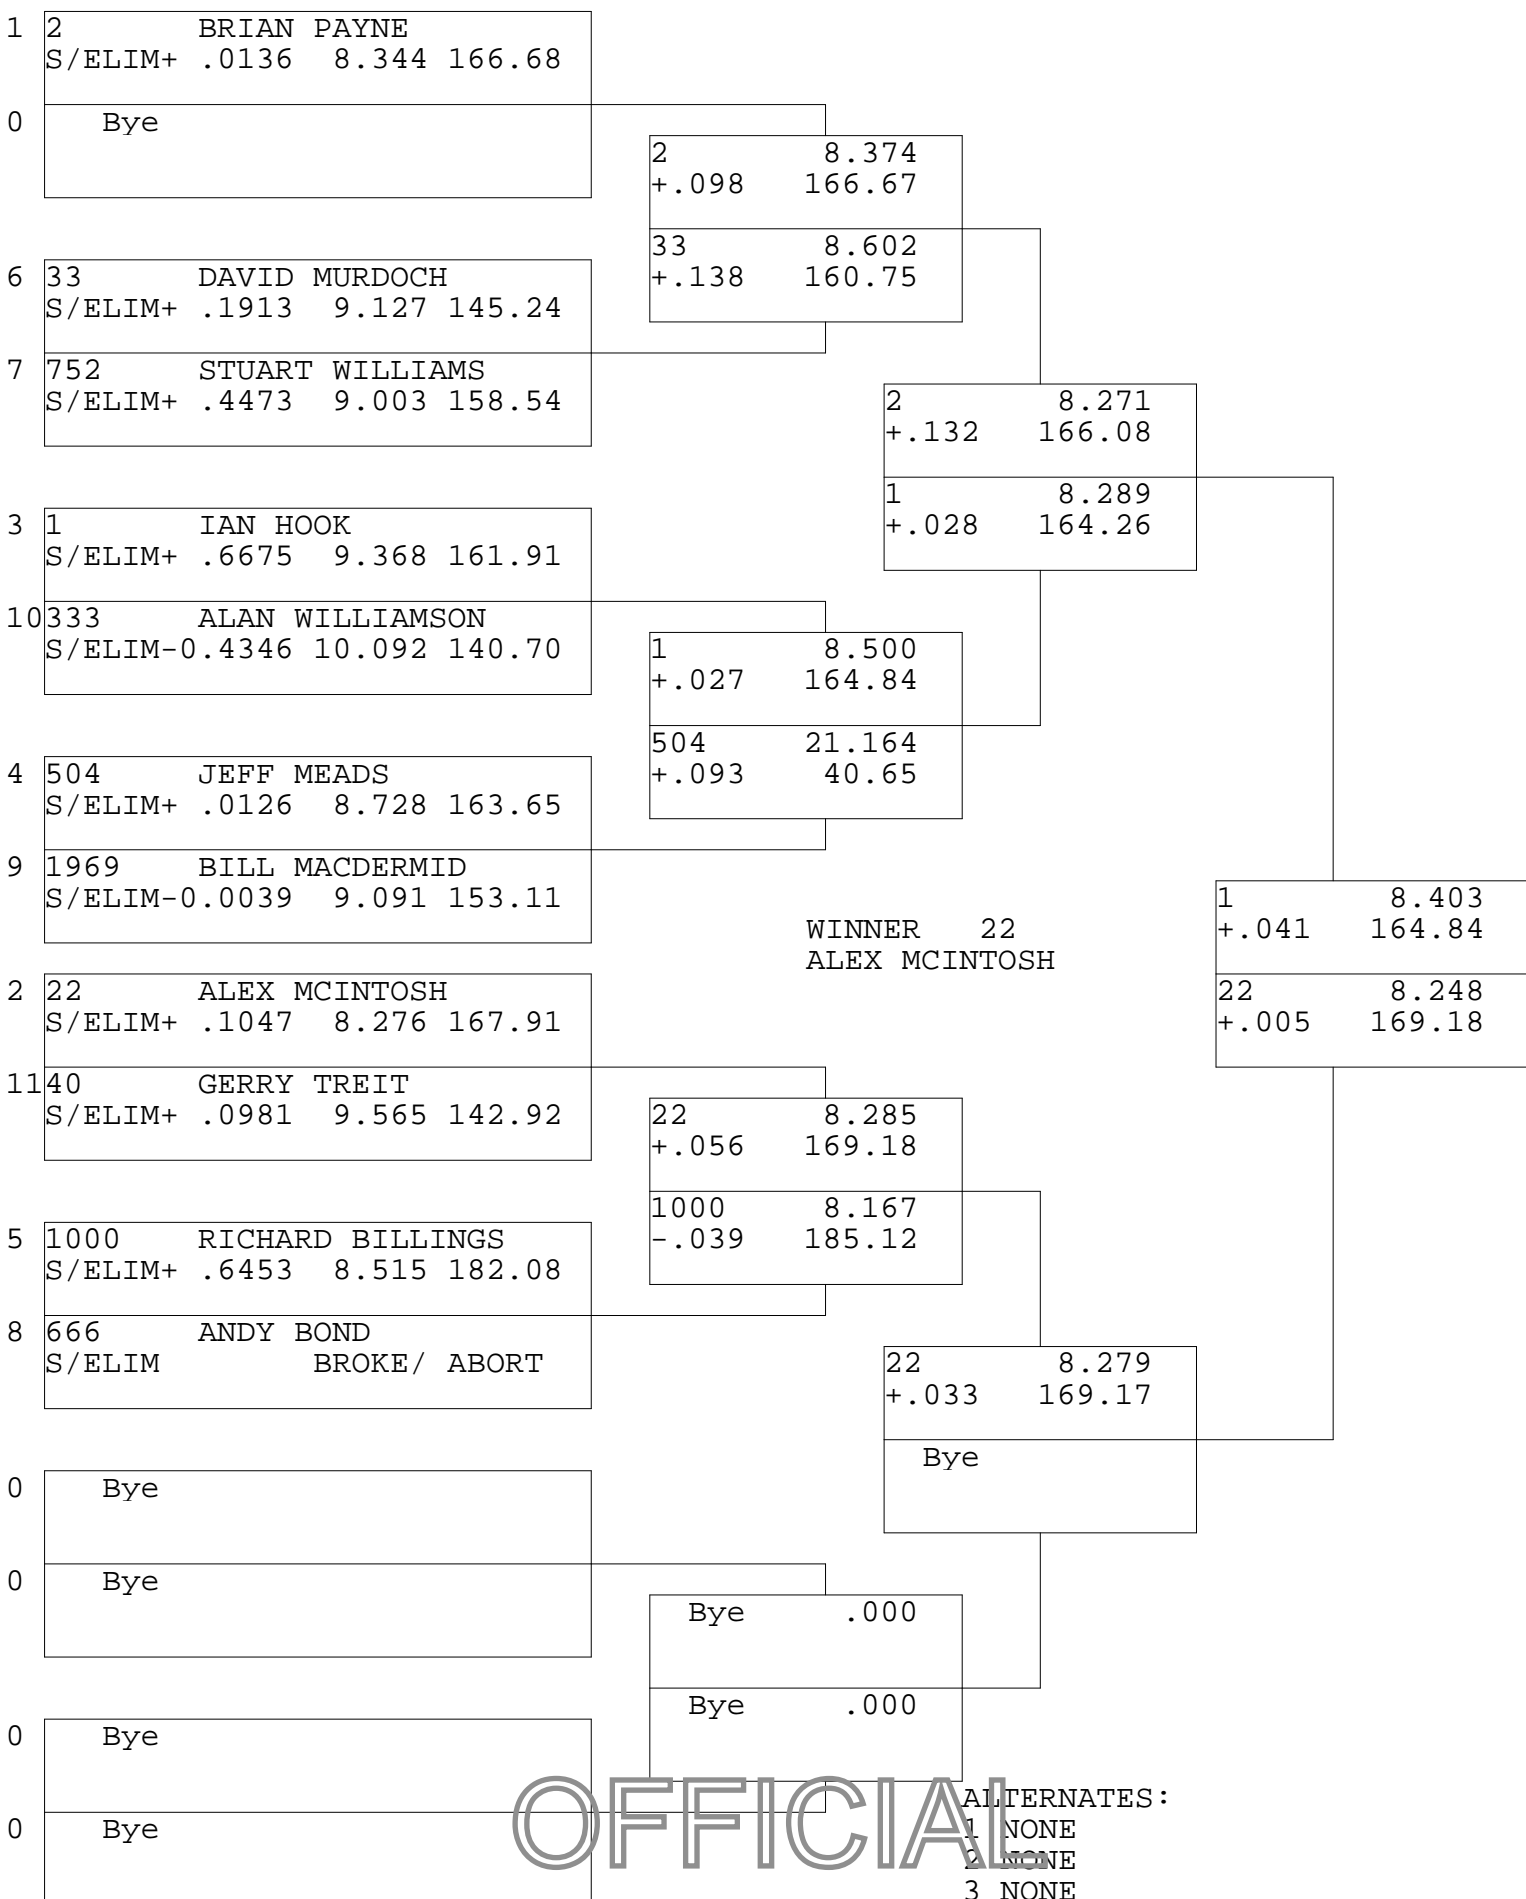 1 2 BRIAN PAYNE
S/ELIM+ .0136 8.344 166.68
0 Bye
2 8.374
+.098 166.67
33 8.602
+.138 160.75
6 33 DAVID MURDOCH
S/ELIM+ .1913 9.127 145.24
7 752 STUART WILLIAMS
S/ELIM+ .4473 9.003 158.54
2 8.271
+.132 166.08
1 8.289
+.028 164.26
3 1 IAN HOOK
S/ELIM+ .6675 9.368 161.91
10 333 ALAN WILLIAMSON
S/ELIM-0.4346 10.092 140.70
1 8.500
+.027 164.84
504 21.164
+.093 40.65
4 504 JEFF MEADS
S/ELIM+ .0126 8.728 163.65
9 1969 BILL MACDERMID
S/ELIM-0.0039 9.091 153.11
WINNER 22
ALEX MCINTOSH
1 8.403
+.041 164.84
22 8.248
+.005 169.18
2 22 ALEX MCINTOSH
S/ELIM+ .1047 8.276 167.91
11 40 GERRY TREIT
S/ELIM+ .0981 9.565 142.92
22 8.285
+.056 169.18
1000 8.167
-.039 185.12
5 1000 RICHARD BILLINGS
S/ELIM+ .6453 8.515 182.08
8 666 ANDY BOND
S/ELIM BROKE/ ABORT
22 8.279
+.033 169.17
Bye
0 Bye
0 Bye
Bye .000
Bye .000
0 Bye
0 Bye
OFFICIAL
ALTERNATES:
1 NONE
2 NONE
3 NONE